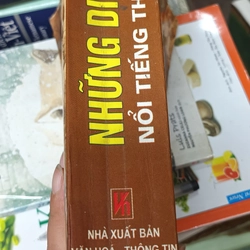 NHỮNG DI
NỔI TIẾNG TH
NHÀ XUẤT BẢN
VĂN HOÁ - THÔNG TIN